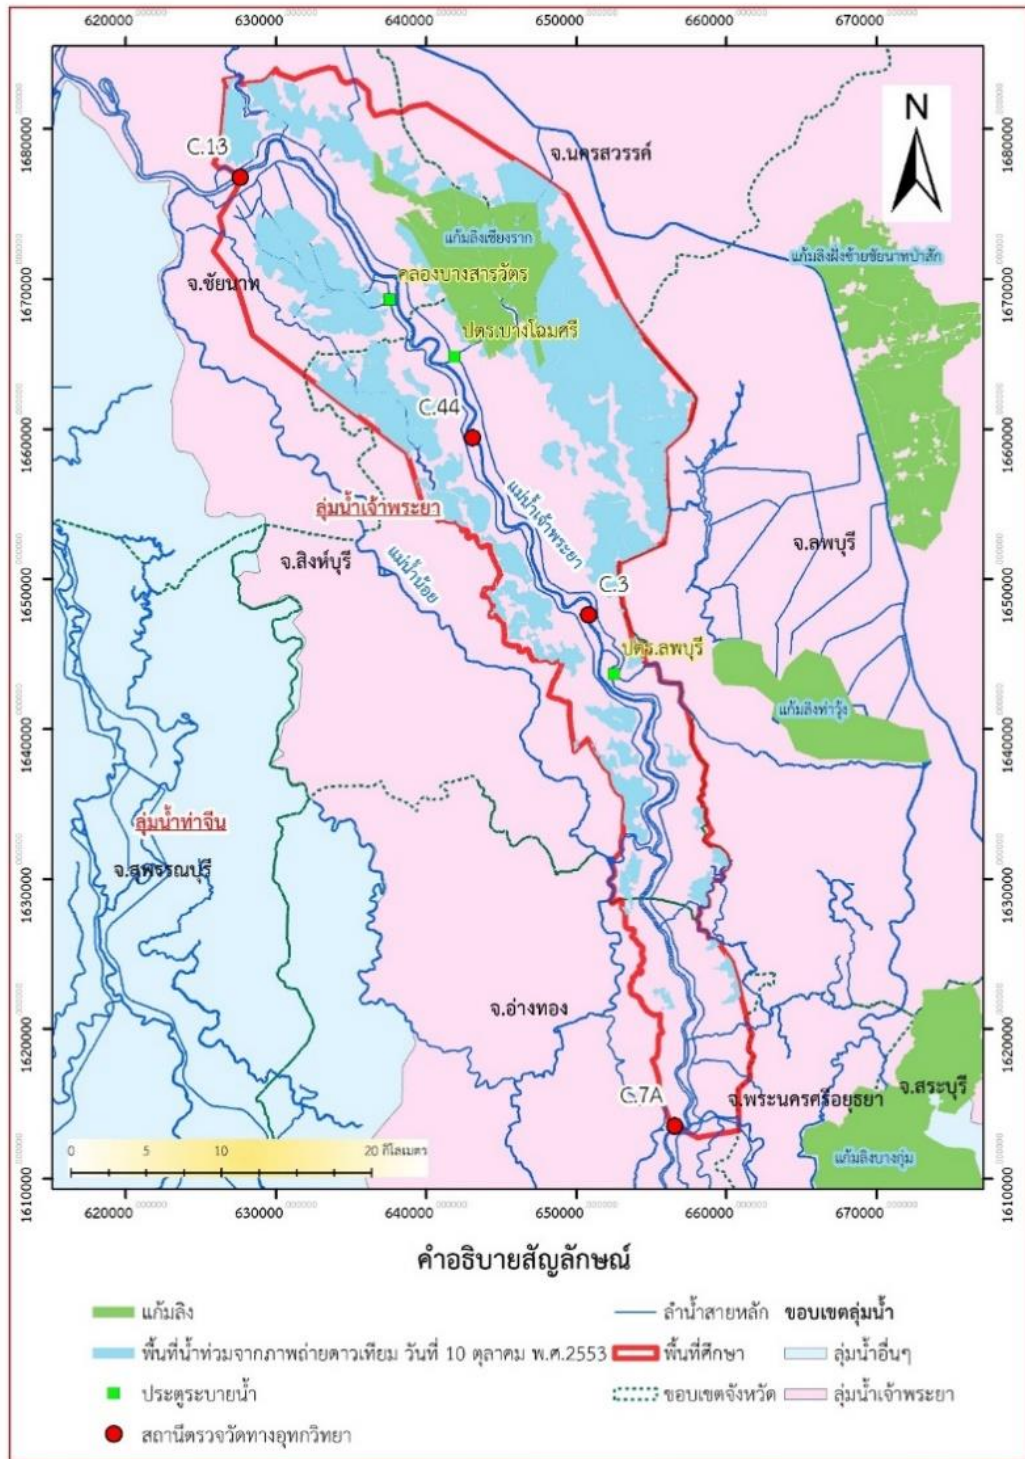 620000 630000 640000 650000 660000 670000
1680000
1670000
1660000
1650000
1640000
1630000
1620000
1610000
N
C.13
จ.นครสวรรค์
แก้มลิงเชียงราก
แก้มลิงฝั่งซ้ายชัยนาทป่าสัก
คลองบางสารวัตร
จ.ชัยนาท
ปตร.บางโฉมศรี
C.44
ลุ่มน้ำเจ้าพระยา
แม่น้ำเจ้าพระยา
จ.ลพบุรี
จ.สิงห์บุรี
แม่น้ำน้อย
C.3
ปตร.ลพบุรี
แก้มลิงท่าวุ้ง
ลุ่มน้ำท่าจีน
จ.สุพรรณบุรี
จ.อ่างทอง
จ.สระบุรี
C.7A
จ.พระนครศรีอยุธยา
แก้มลิงบางกุ่ม
0 5 10 20 กิโลเมตร
1680000
1670000
1660000
1650000
1640000
1630000
1620000
1610000
620000 630000 640000 650000 660000 670000
คำอธิบายสัญลักษณ์
แก้มลิง ลำน้ำสายหลัก ขอบเขตลุ่มน้ำ
พื้นที่น้ำท่วมจากภาพถ่ายดาวเทียม วันที่ 10 ตุลาคม พ.ศ.2553 พื้นที่ศึกษา ลุ่มน้ำอื่นๆ
ประตูระบายน้ำ ขอบเขตจังหวัด ลุ่มน้ำเจ้าพระยา
สถานีตรวจวัดทางอุทกวิทยา